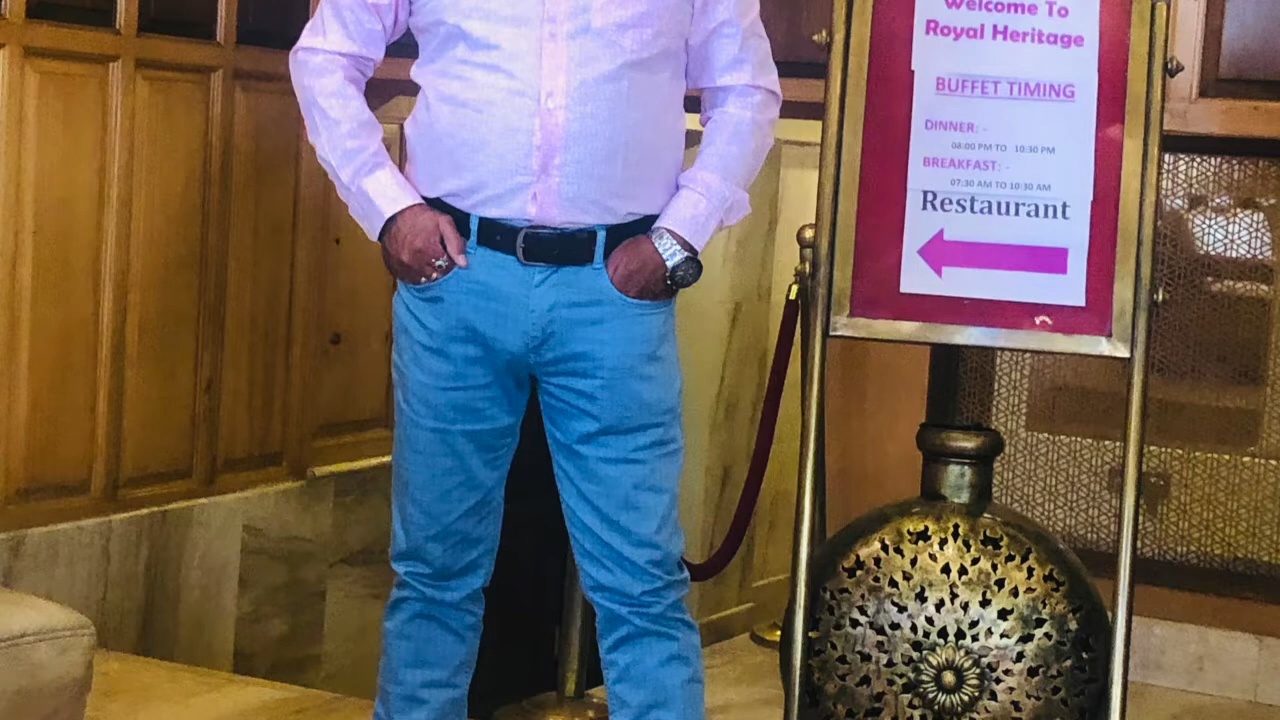 Welcome To
Royal Heritage
BUFFET TIMING
DINNER: -
08:00 PM TO 10:30 PM
BREAKFAST: -
07:30 AM TO 10:30 AM
Restaurant